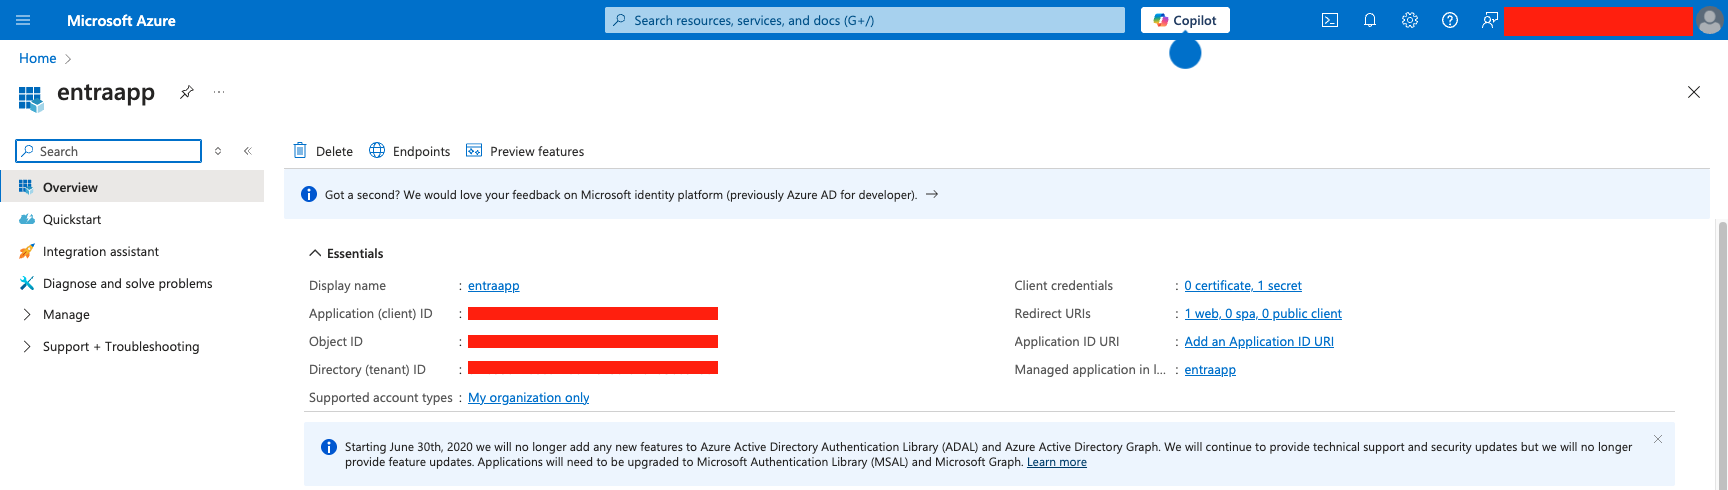 Microsoft Azure
Search resources, services, and docs (G+/)
Copilot
Home
entraapp
...
Search
Delete
Endpoints
Preview features
Overview
Quickstart
Integration assistant
Diagnose and solve problems
Manage
Support + Troubleshooting
Got a second? We would love your feedback on Microsoft identity platform (previously Azure AD for developer).
Essentials
Display name : entraapp
Application (client) ID :
Object ID :
Directory (tenant) ID :
Supported account types : My organization only
Client credentials : 0 certificate, 1 secret
Redirect URIs : 1 web, 0 spa, 0 public client
Application ID URI : Add an Application ID URI
Managed application in l... : entraapp
Starting June 30th, 2020 we will no longer add any new features to Azure Active Directory Authentication Library (ADAL) and Azure Active Directory Graph. We will continue to provide technical support and security updates but we will no longer
provide feature updates. Applications will need to be upgraded to Microsoft Authentication Library (MSAL) and Microsoft Graph. Learn more